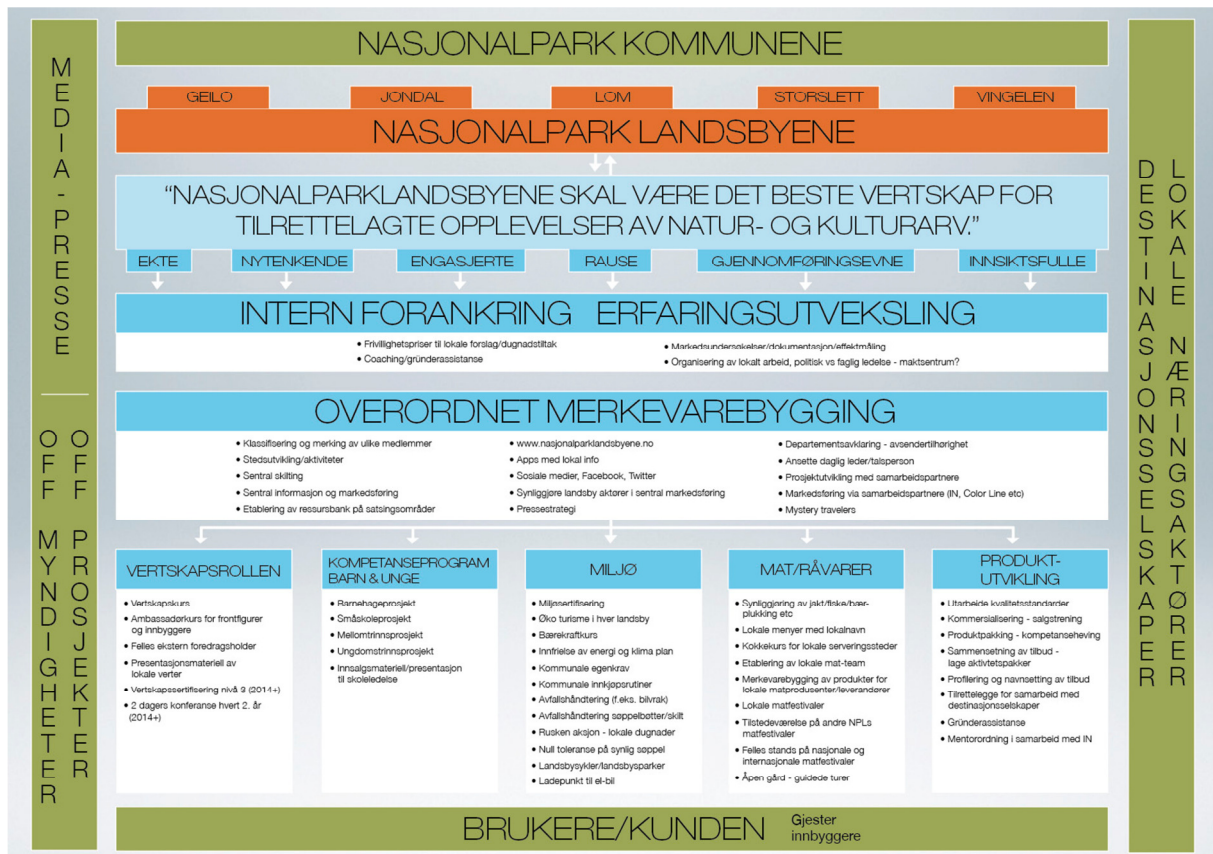 NASJONALPARK KOMMUNENE
GEILO
JONDAL
LOM
STORSLETT
VINGELEN
NASJONALPARK LANDSBYENE
“NASJONALPARKLANDSBYENE SKAL VÆRE DET BESTE VERTSKAP FOR
TILRETTELAGTE OPPLEVELSER AV NATUR- OG KULTURARV.”
EKTE
NYTENKENDE
ENGASJERTE
RAUSE
GJENNOMFØRINGSEVNE
INNSIKTSFULLE
INTERN FORANKRING ERFARINGSUTVEKSLING
• Frivillighetspriser til lokale forslag/dugnadstiltak
• Coaching/gründerassistanse
• Markedsundersøkelser/dokumentasjon/effektmåling
• Organisering av lokalt arbeid, politisk vs faglig ledelse - maktsentrum?
OVERORDNET MERKEVAREBYGGING
• Klassifisering og merking av ulike medlemmer
• Stedsutvikling/aktiviteter
• Sentral skilting
• Sentral informasjon og markedsføring
• Etablering av ressursbank på satsingsområder
• www.nasjonalparklandsbyene.no
• Apps med lokal info
• Sosiale medier, Facebook, Twitter
• Synliggjøre landsby aktører i sentral markedsføring
• Pressestrategi
• Departementsavklaring - avsendertilhørighet
• Ansette daglig leder/talsperson
• Prosjektutvikling med samarbeidpartnere
• Markedsføring via samarbeidpartnere (IN, Color Line etc)
• Mystery travelers
VERTSKAPSROLLEN
• Vertskapskurs
• Ambassadørkurs for frontfigurer
og innbyggere
• Felles ekstern foredragsholder
• Presentasjonsmateriell av
lokale verter
• Vertskapssertifisering nivå 9 (2014+)
• 2 dagers konferanse hvert 2. år
(2014+)
KOMPETANSEPROGRAM
BARN & UNGE
• Barnehageprosjekt
• Småskoleprosjekt
• Mellomtrinnsprosjekt
• Ungdomstrinnsprosjekt
• Innsalgsmateriell/presentasjon
til skoleledelse
MILJØ
• Miljøsertifisering
• Øko turisme i hver landsby
• Bærekraftkurs
• Innfrielse av energi og klima plan
• Kommunale egenkrav
• Kommunale innkjøpsrutiner
• Avfallshåndtering (f.eks. bilvrak)
• Avfallshåndtering søppelbøtter/skilt
• Rusken aksjon - lokale dugnader
• Null toleranse på synlig søppel
• Landsbysykler/landsbysparker
• Ladepunkt til el-bil
MAT/RÅVARER
• Synliggjøring av jakt/fiske/bær-
plukking etc
• Lokale menyer med lokalnavn
• Kokkekurs for lokale serveringssteder
• Etablering av lokale mat-team
• Merkevarebygging av produkter for
lokale matprodusenter/leverandører
• Lokale matfestivaler
• Tilstedeværelse på andre NPLs
matfestivaler
• Felles stands på nasjonale og
internasjonale matfestivaler
• Åpen gård - guidede turer
PRODUKT-
UTVIKLING
• Utarbeide kvalitetsstandarder
• Kommersialisering - salgstrening
• Produktpakking - kompetanseheving
• Sammensetning av tilbud -
lage aktivtetspakker
• Profilering og navnsetting av tilbud
• Tilrettelegge for samarbeid med
destinasjonsselskaper
• Gründerassistanse
• Mentorordning i samarbeid med IN
BRUKERE/KUNDEN
Gjester
innbyggere
MEDIA-PRESSE
OFF MYNDIGHETER
OFF PROSJEKTER
DESTINASJONSSELSKAPER
LOKALE NÆRINGSAKTØRER